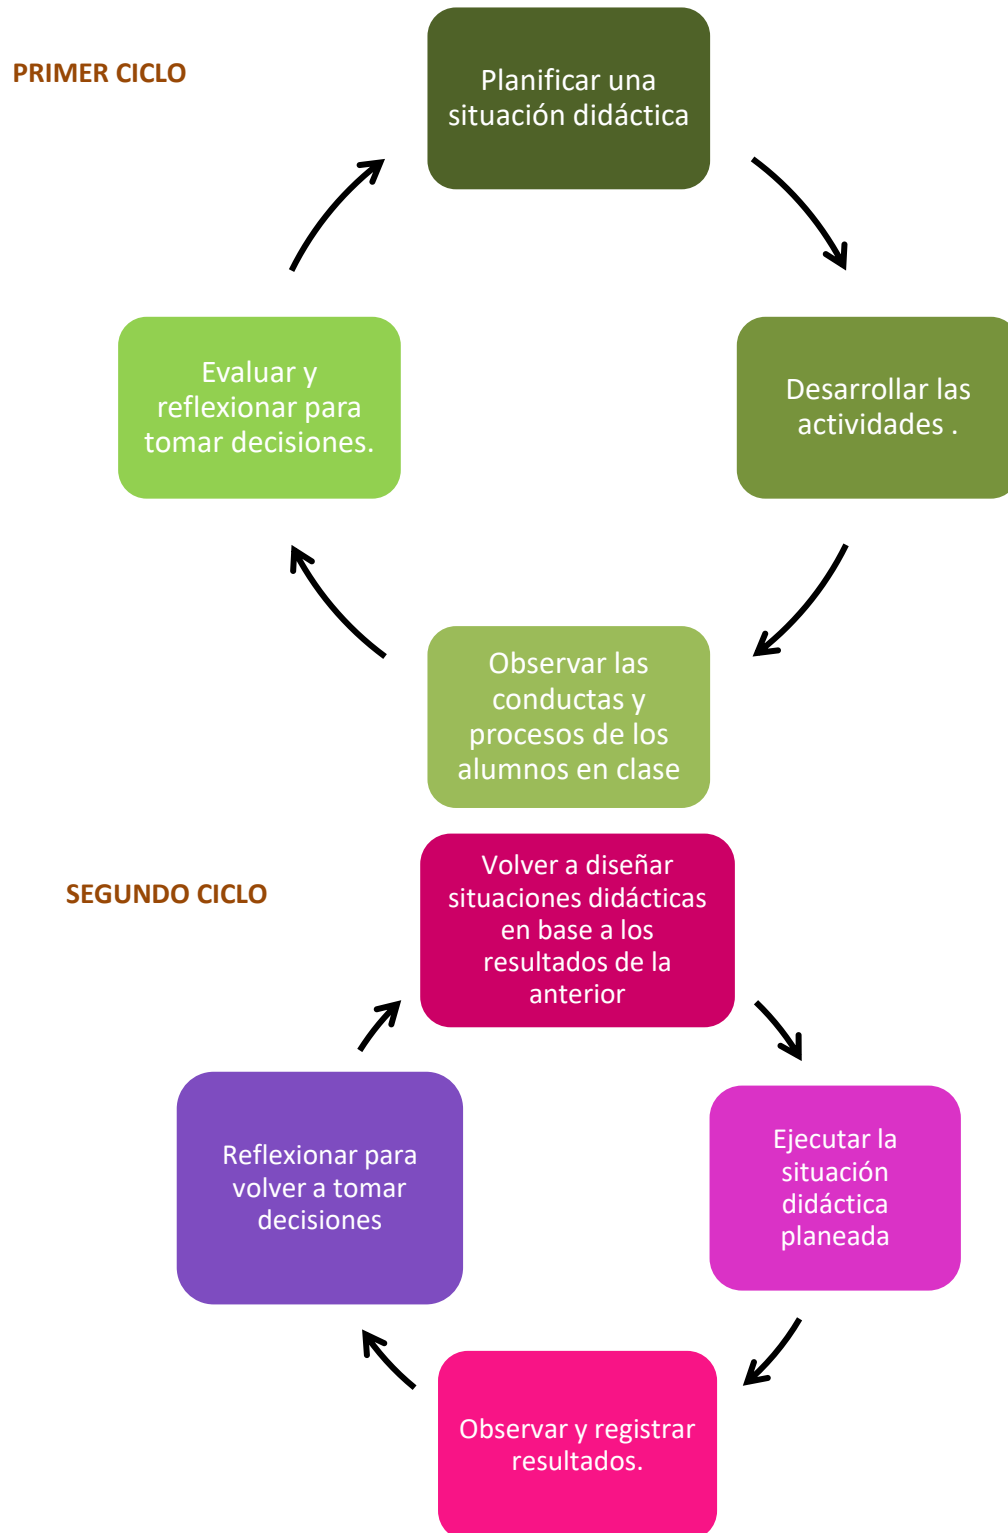 PRIMER CICLO
Planificar una
situación didáctica
Desarrollar las
actividades .
Observar las
conductas y
procesos de los
alumnos en clase
Evaluar y
reflexionar para
tomar decisiones.
SEGUNDO CICLO
Volver a diseñar
situaciones didácticas
en base a los
resultados de la
anterior
Ejecutar la
situación
didáctica
planeada
Observar y registrar
resultados.
Reflexionar para
volver a tomar
decisiones